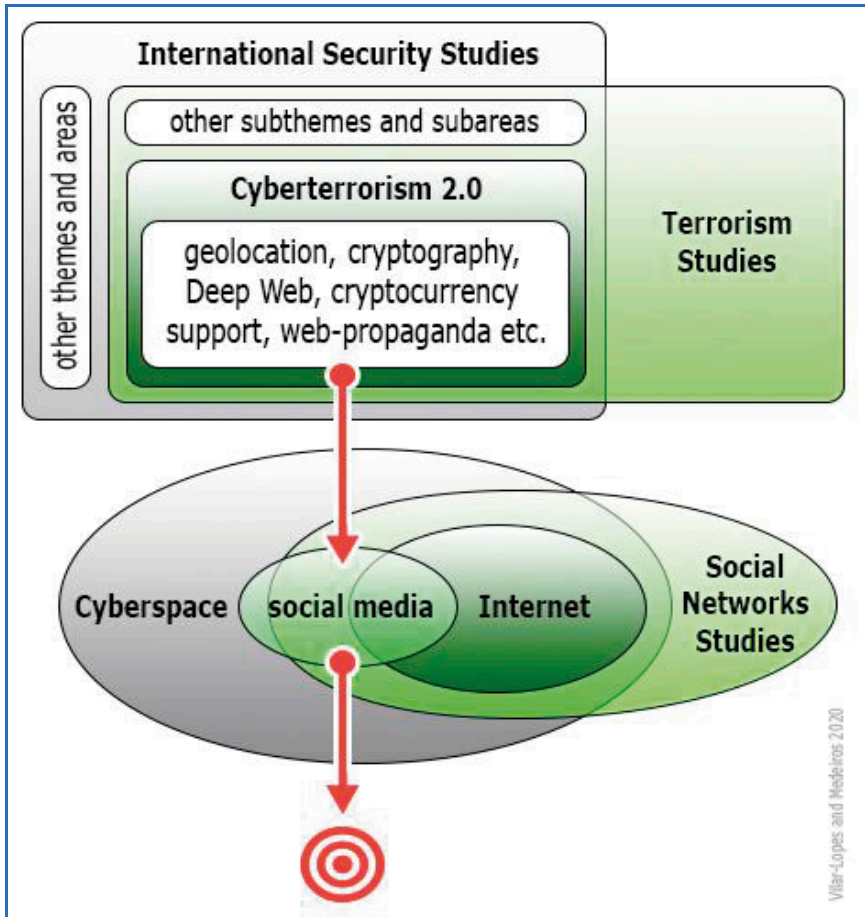 International Security Studies
other themes and areas
other subthemes and subareas
Cyberterrorism 2.0
geolocation, cryptography,
Deep Web, cryptocurrency
support, web-propaganda etc.
Terrorism
Studies
Cyberspace
social media
Internet
Social
Networks
Studies
Vilar-Lopes and Medeiros 2020